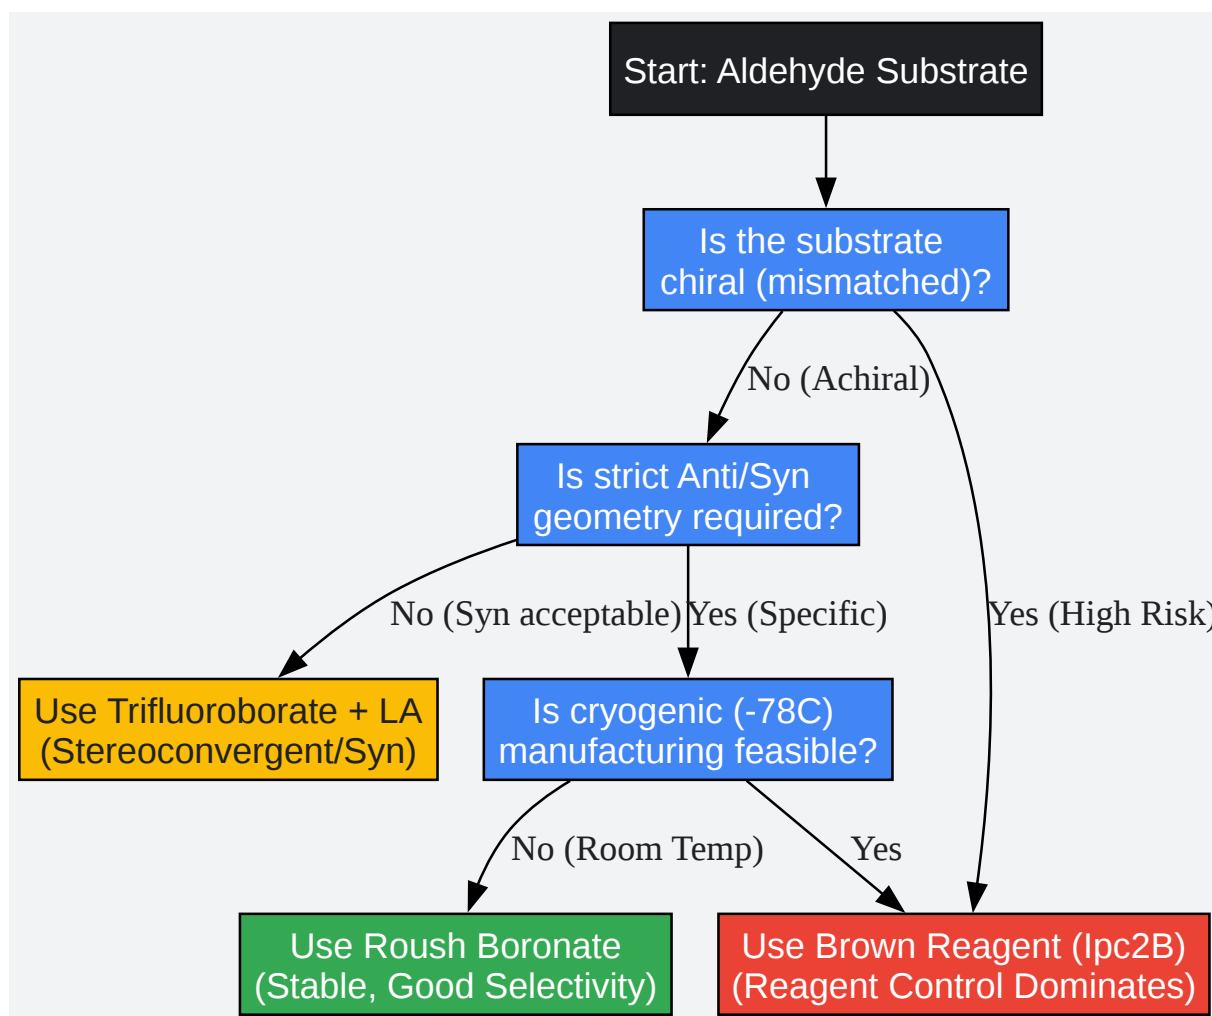 Start: Aldehyde Substrate
Is the substrate
chiral (mismatched)?
No (Achiral)
Is strict Anti/Syn
geometry required?
No (Syn acceptable)
Yes (Specific)
Yes (High Risk)
Use Trifluoroborate + LA
(Stereoconvergent/Syn)
Is cryogenic (-78C)
manufacturing feasible?
No (Room Temp)
Yes
Use Roush Boronate
(Stable, Good Selectivity)
Use Brown Reagent (Ipc2B)
(Reagent Control Dominates)